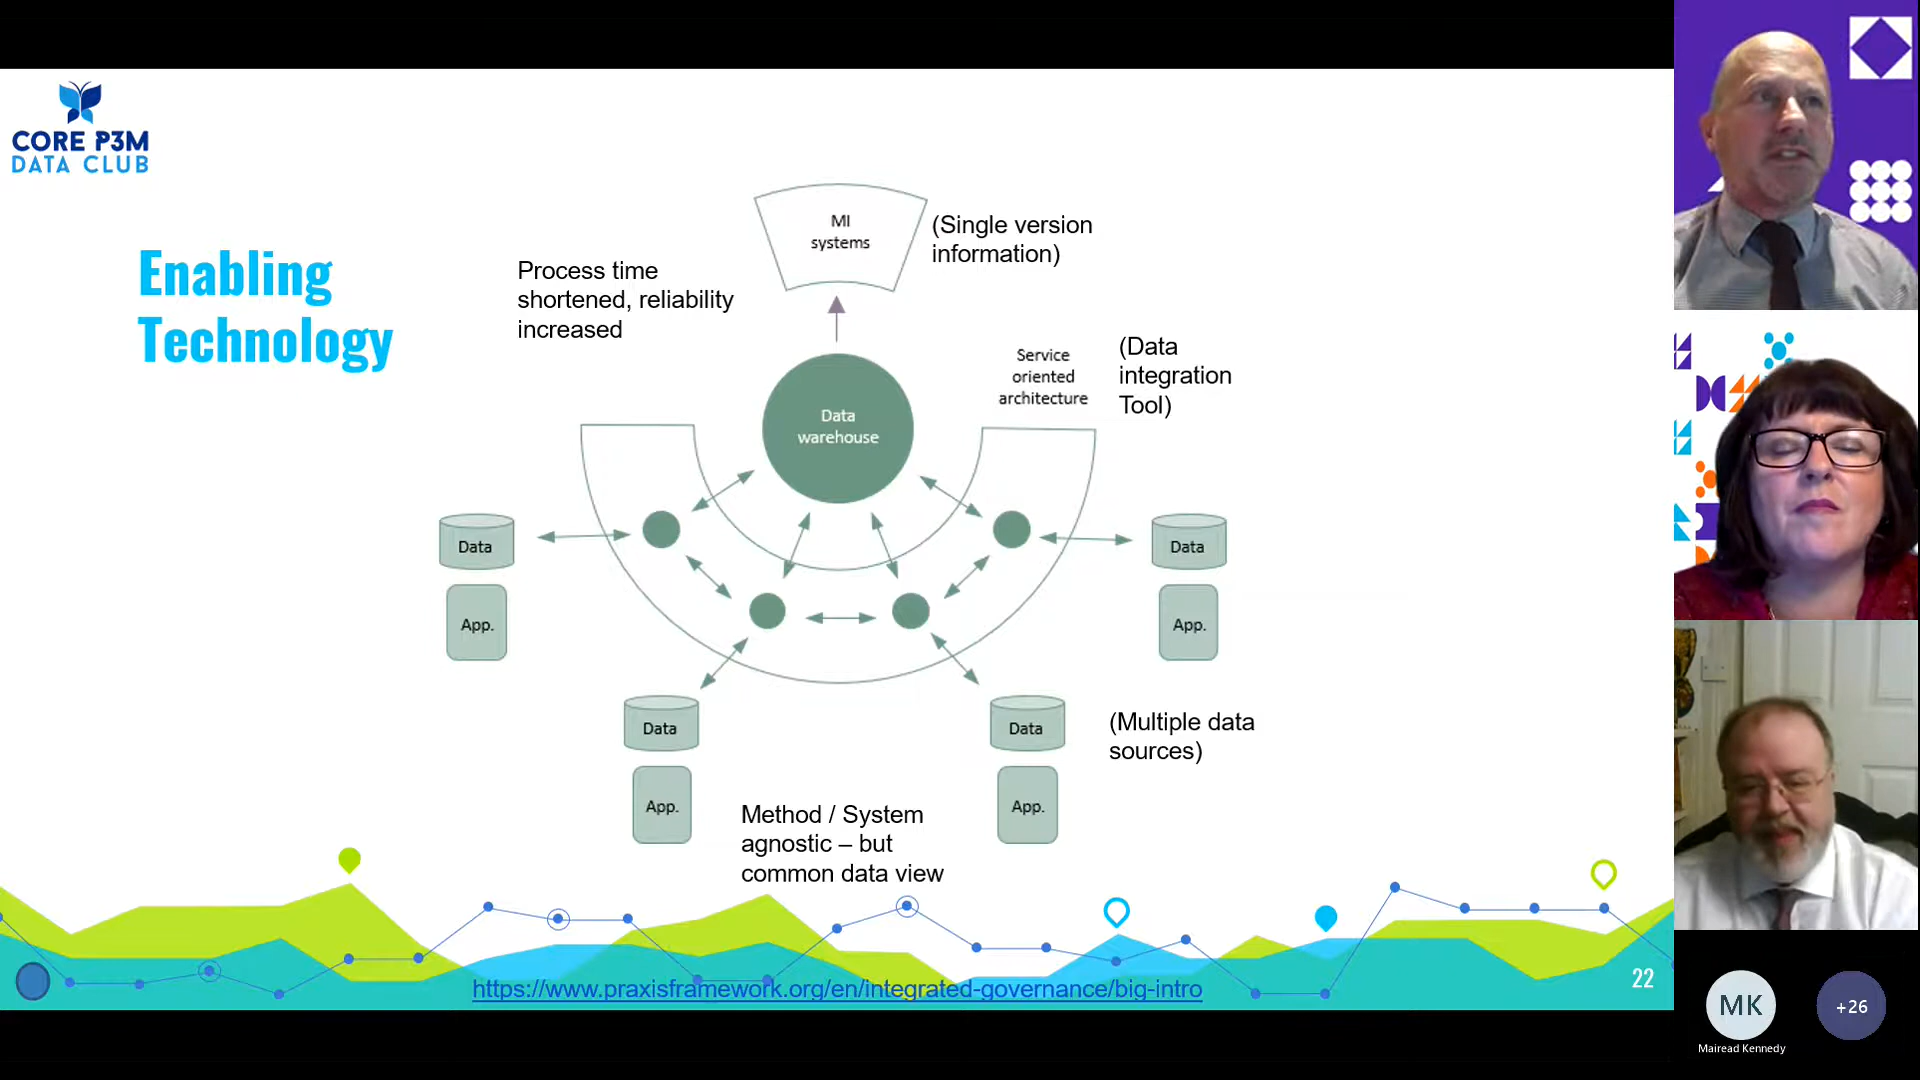 CORE P3M
DATA CLUB
Enabling
Technology
MI
systems
(Single version
information)
Process time
shortened, reliability
increased
Service
oriented
architecture
(Data
integration
Tool)
Data
warehouse
Data
App.
Data
App.
Data
App.
Data
App.
(Multiple data
sources)
Method / System
agnostic – but
common data view
https://www.praxisframework.org/en/integrated-governance/big-intro
22
MK
+26
Mairead Kennedy